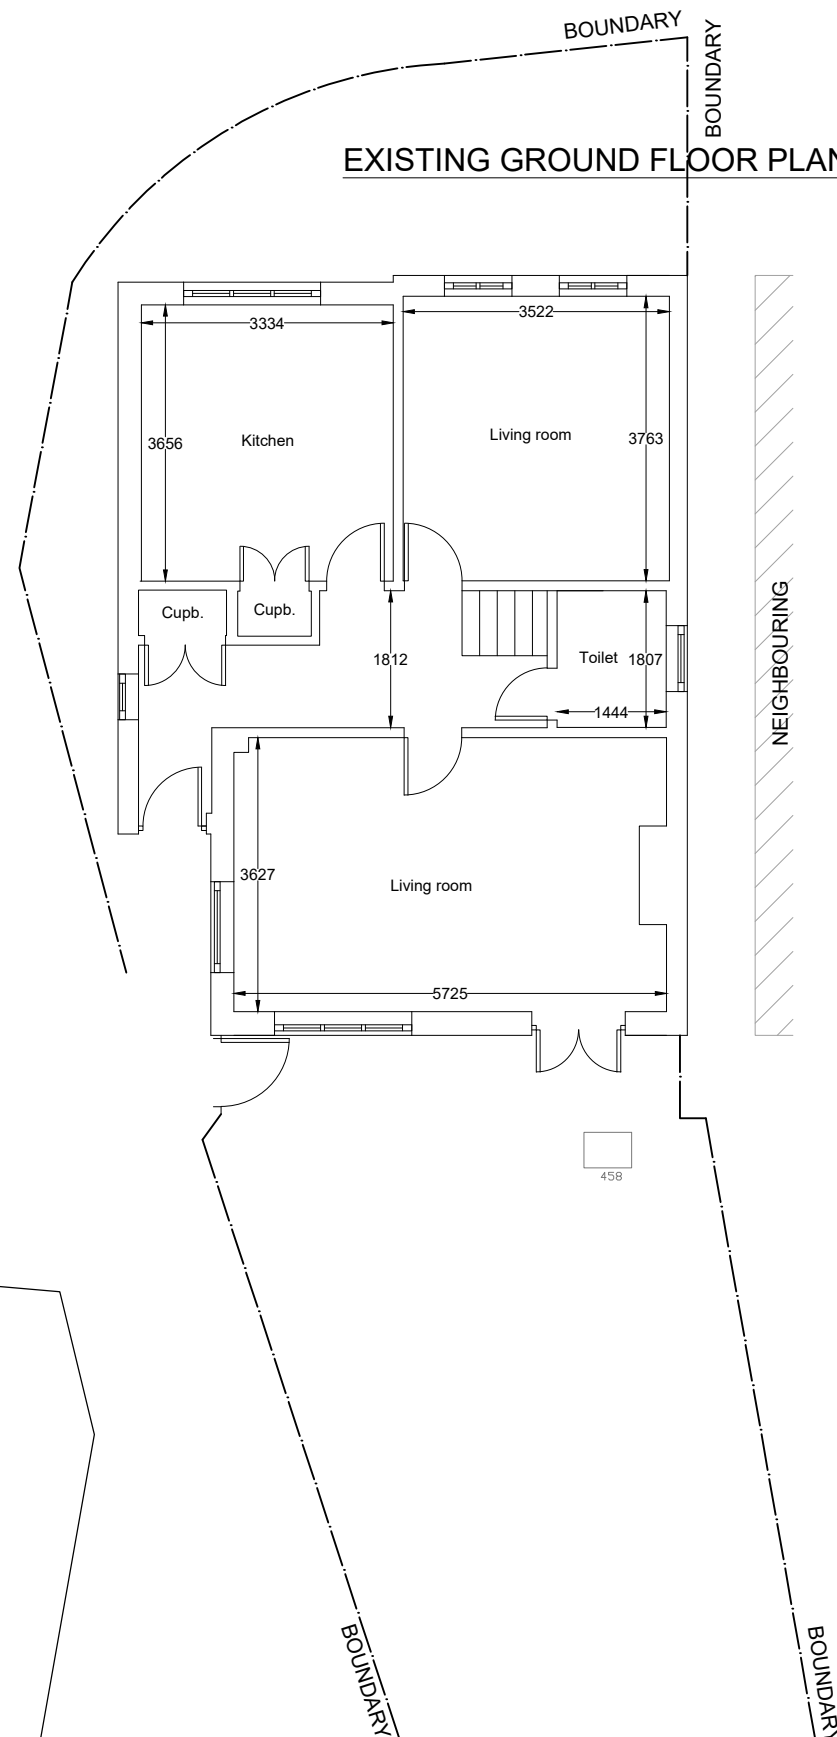 BOUNDARY
BOUNDARY
EXISTING GROUND FLOOR PLAN
3334
3522
3656
Kitchen
Living room
3763
Cupb.
Cupb.
1812
Toilet
1807
1444
NEIGHBOURING
3627
Living room
5725
458
BOUNDARY
BOUNDARY